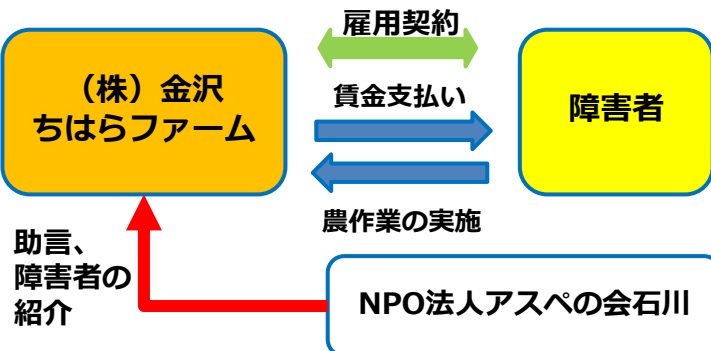 雇用契約
（株）金沢
ちはらファーム
賃金支払い
障害者
農作業の実施
助言、
障害者の
紹介
NPO法人アスペの会石川